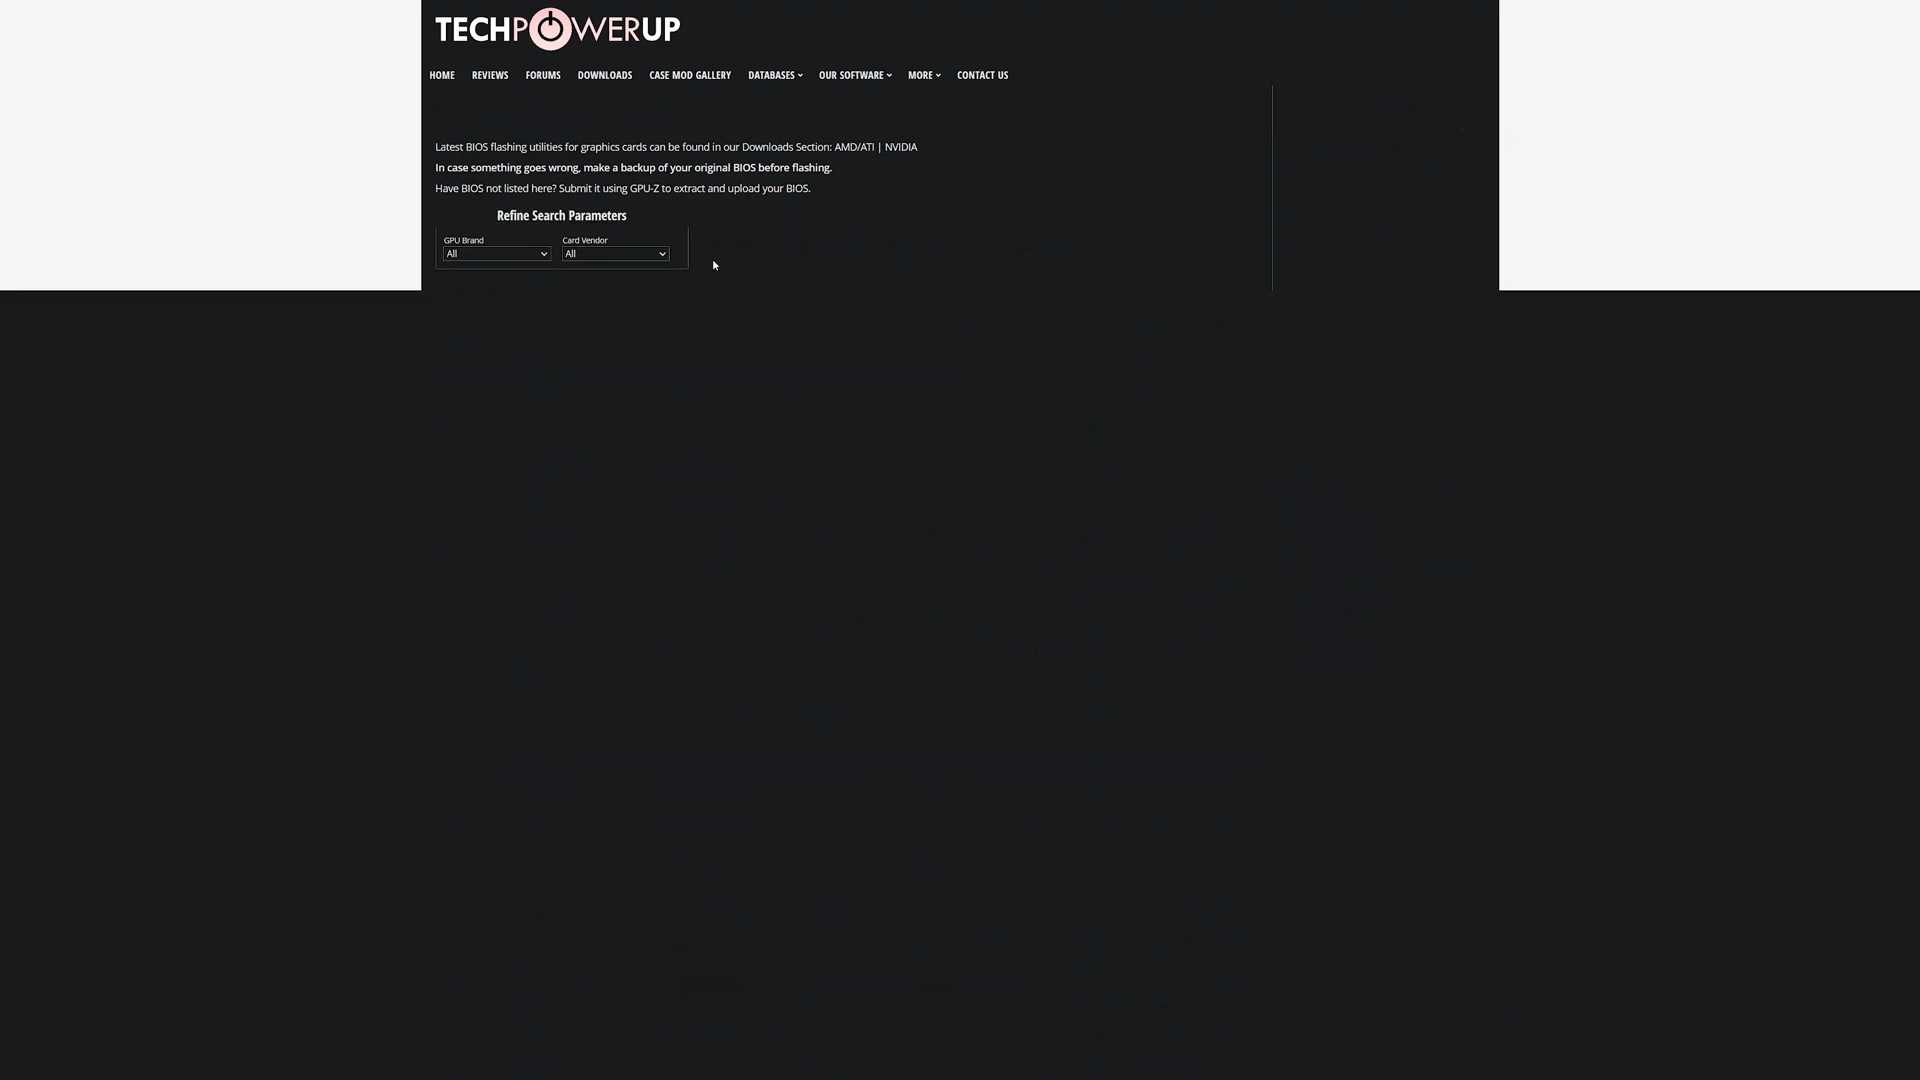 TECHPOWERUP
HOME REVIEWS FORUMS DOWNLOADS CASE MOD GALLERY DATABASES OUR SOFTWARE MORE CONTACT US
Latest BIOS flashing utilities for graphics cards can be found in our Downloads Section: AMD/ATI | NVIDIA
In case something goes wrong, make a backup of your original BIOS before flashing.
Have BIOS not listed here? Submit it using GPU-Z to extract and upload your BIOS.
Refine Search Parameters
GPU Brand Card Vendor
All All